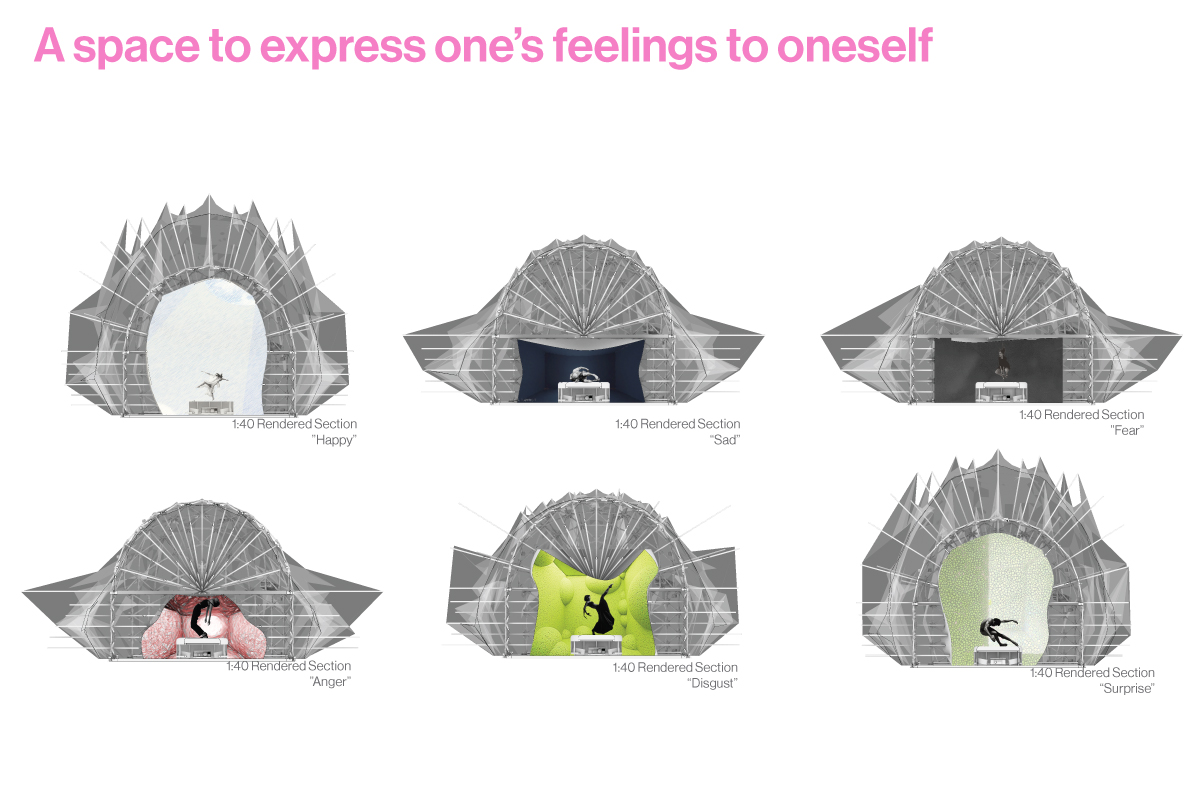 A space to express one’s feelings to oneself
1:40 Rendered Section
"Happy"
1:40 Rendered Section
“Sad”
1:40 Rendered Section
"Fear"
1:40 Rendered Section
"Anger"
1:40 Rendered Section
“Disgust”
1:40 Rendered Section
“Surprise”